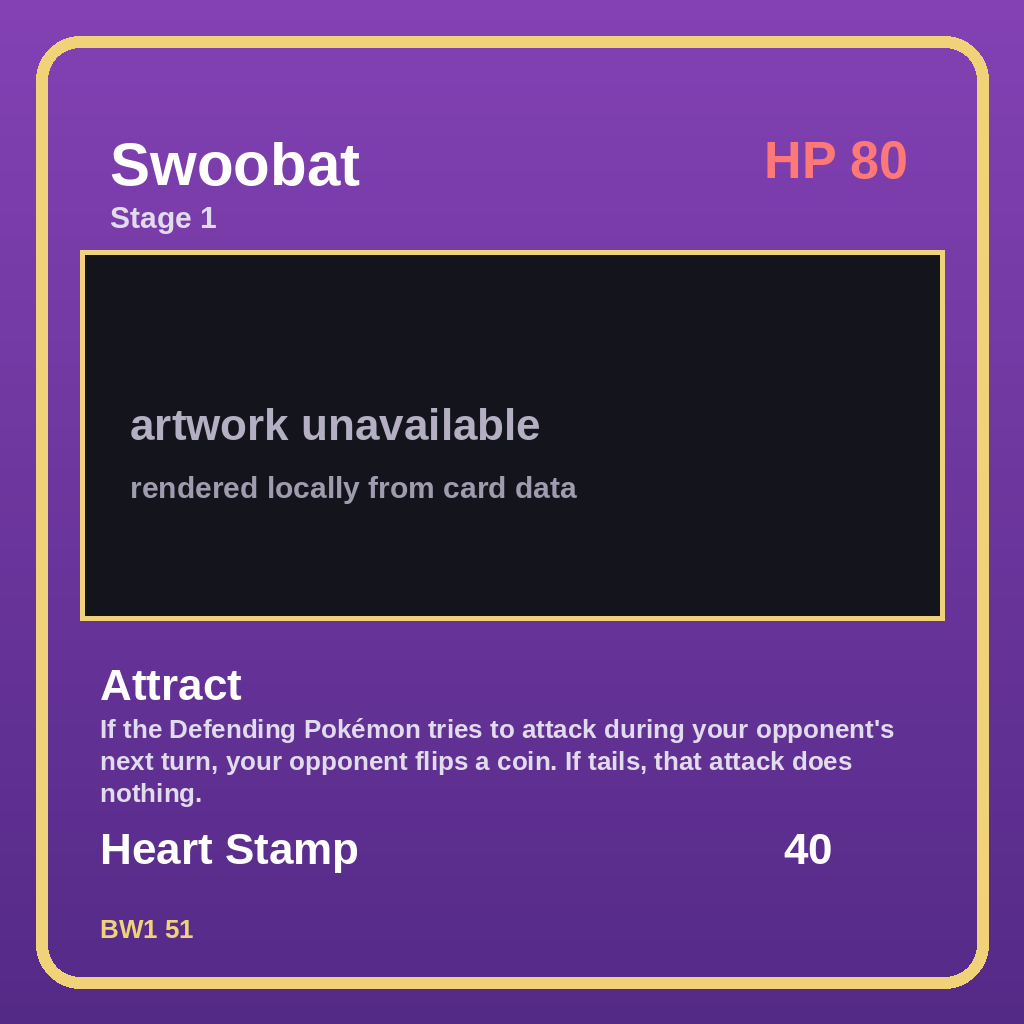 Swoobat
HP 80
Stage 1
artwork unavailable
rendered locally from card data
Attract
If the Defending Pokémon tries to attack during your opponent's
next turn, your opponent flips a coin. If tails, that attack does
nothing.
Heart Stamp 40
BW1 51